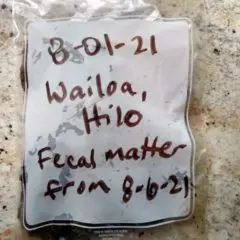 8-01-21
Wailoa,
Hilo
Fecal matter
from 8-6-21